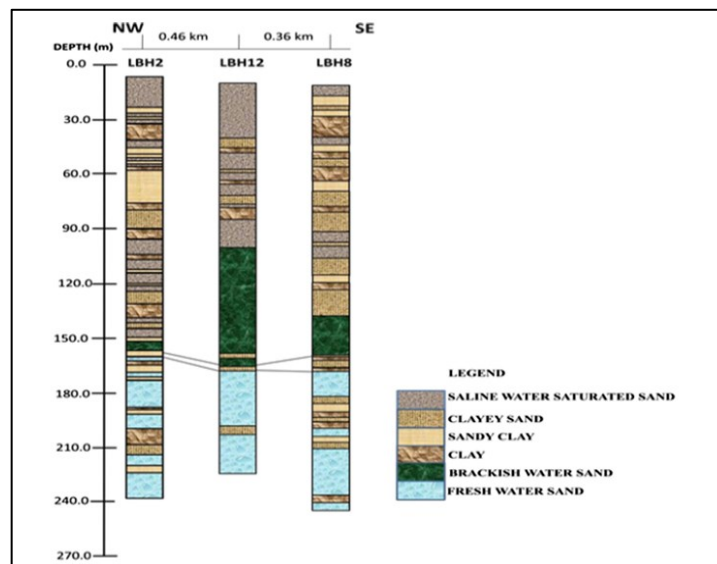 NW SE
0.46 km 0.36 km
DEPTH (m) LBH2 LBH12 LBH8
0.0
30.0
60.0
90.0
120.0
150.0
180.0
210.0
240.0
270.0
LEGEND
SALINE WATER SATURATED SAND
CLAYEY SAND
SANDY CLAY
CLAY
BRACKISH WATER SAND
FRESH WATER SAND